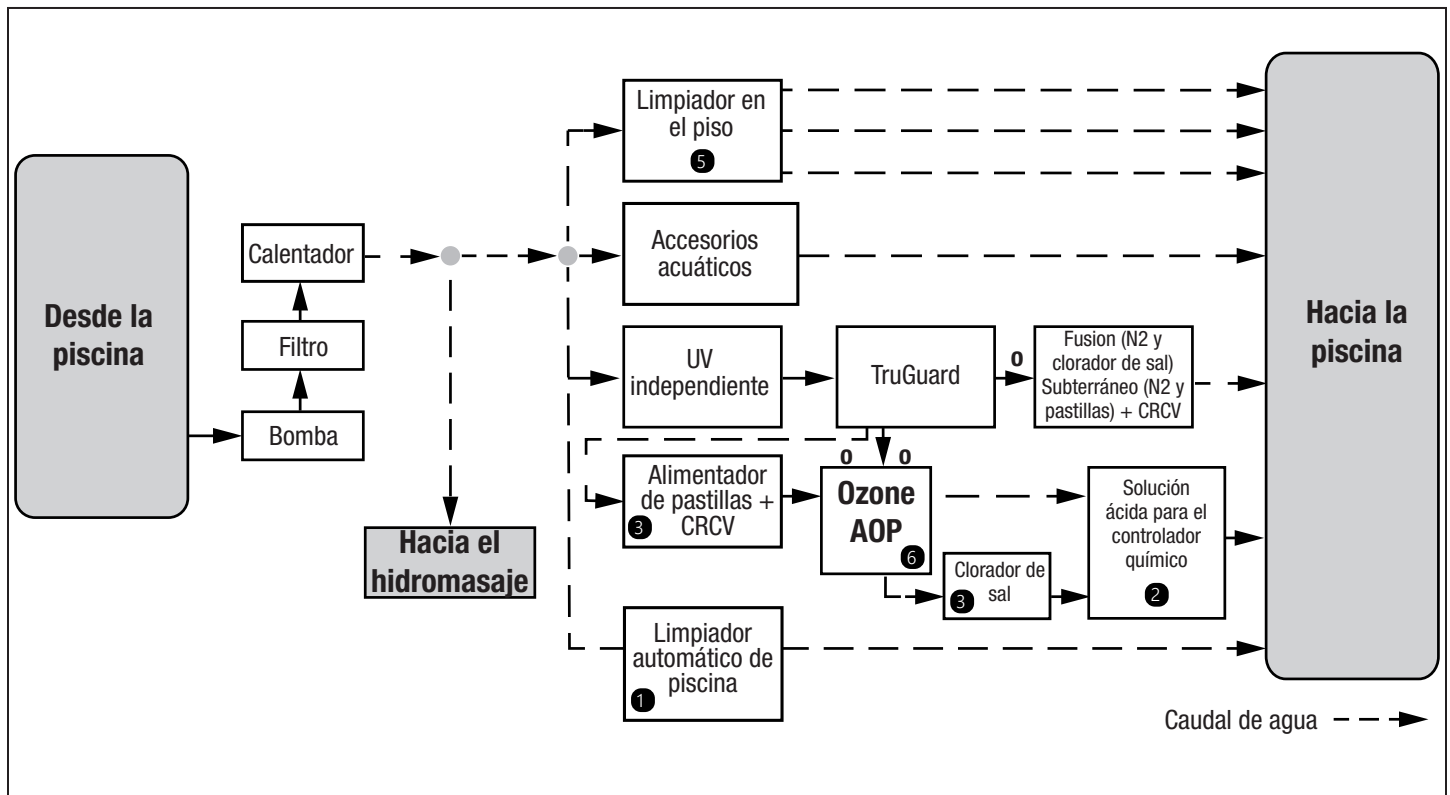 Desde la
piscina
Bomba
Filtro
Calentador
Hacia el
hidromasaje
Limpiador en
el piso
5
Accesorios
acuáticos
UV
independiente
TruGuard
o
Fusion (N2 y
clorador de sal)
Subterráneo (N2 y
pastillas) + CRCV
Alimentador
de pastillas +
CRCV
3
o o
Ozone
AOP
6
Clorador de
sal
3
Solución
ácida para el
controlador
químico
2
Limpiador
automático de
piscina
1
Hacia la
piscina
Caudal de agua